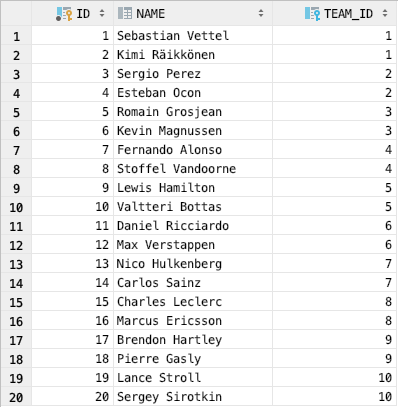 ID NAME TEAM_ID
1 1 Sebastian Vettel 1
2 2 Kimi Räikkönen 1
3 3 Sergio Perez 2
4 4 Esteban Ocon 2
5 5 Romain Grosjean 3
6 6 Kevin Magnussen 3
7 7 Fernando Alonso 4
8 8 Stoffel Vandoorne 4
9 9 Lewis Hamilton 5
10 10 Valtteri Bottas 5
11 11 Daniel Ricciardo 6
12 12 Max Verstappen 6
13 13 Nico Hulkenberg 7
14 14 Carlos Sainz 7
15 15 Charles Leclerc 8
16 16 Marcus Ericsson 8
17 17 Brendon Hartley 9
18 18 Pierre Gasly 9
19 19 Lance Stroll 10
20 20 Sergey Sirotkin 10